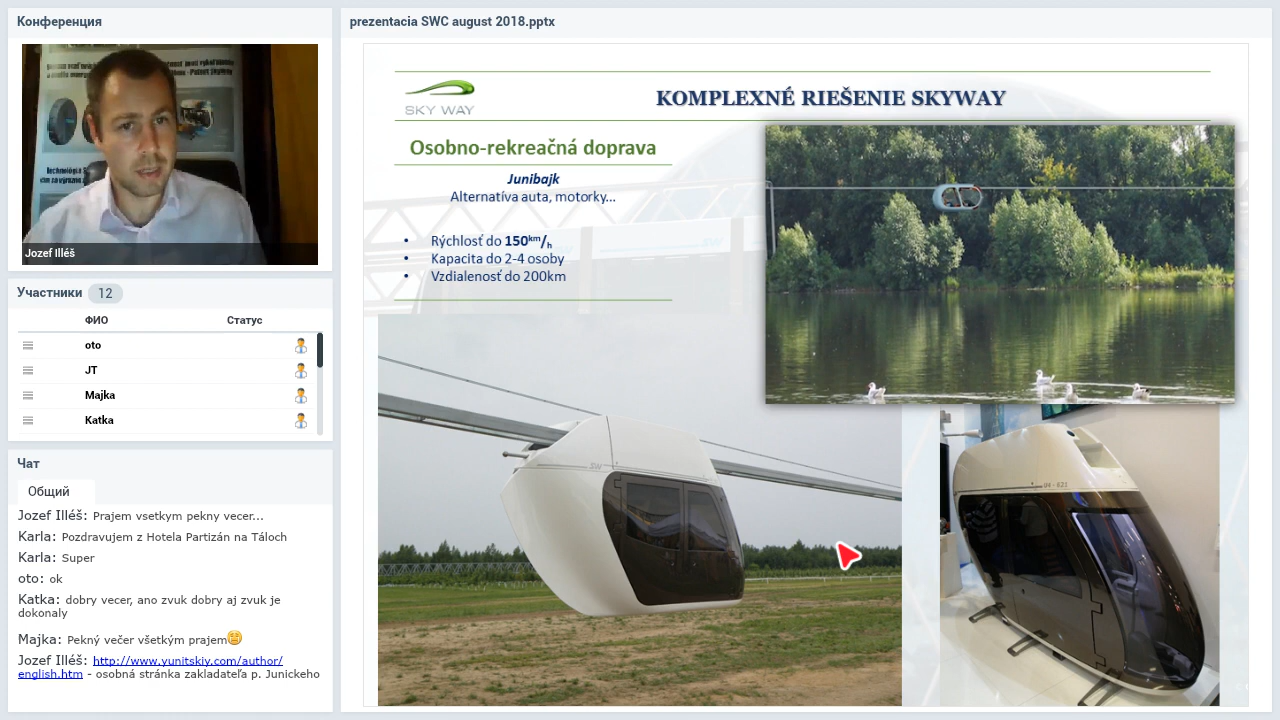 Конференция
Jozef Illéš
Участники 12
ФИО Статус
oto
JT
Majka
Katka
Чат
Общий
Jozef Illéš: Prajem vsetkym pekny vecer...
Karla: Pozdravujem z Hotela Partizán na Táloch
Karla: Super
oto: ok
Katka: dobry vecer, ano zvuk dobry aj zvuk je
dokonaly
Majka: Pekný večer všetkým prajem
Jozef Illéš: http://www.yunitskiy.com/author/
english.htm - osobná stránka zakladateľa p. Junickeho
prezentacia SWC august 2018.pptx
SKY WAY
KOMPLEXNÉ RIEŠENIE SKYWAY
Osobno-rekreačná doprava
Junibajk
Alternatíva auta, motorky...
• Rýchlosť do 150km/h
• Kapacita do 2-4 osoby
• Vzdialenosť do 200km
SW
U4 - 621